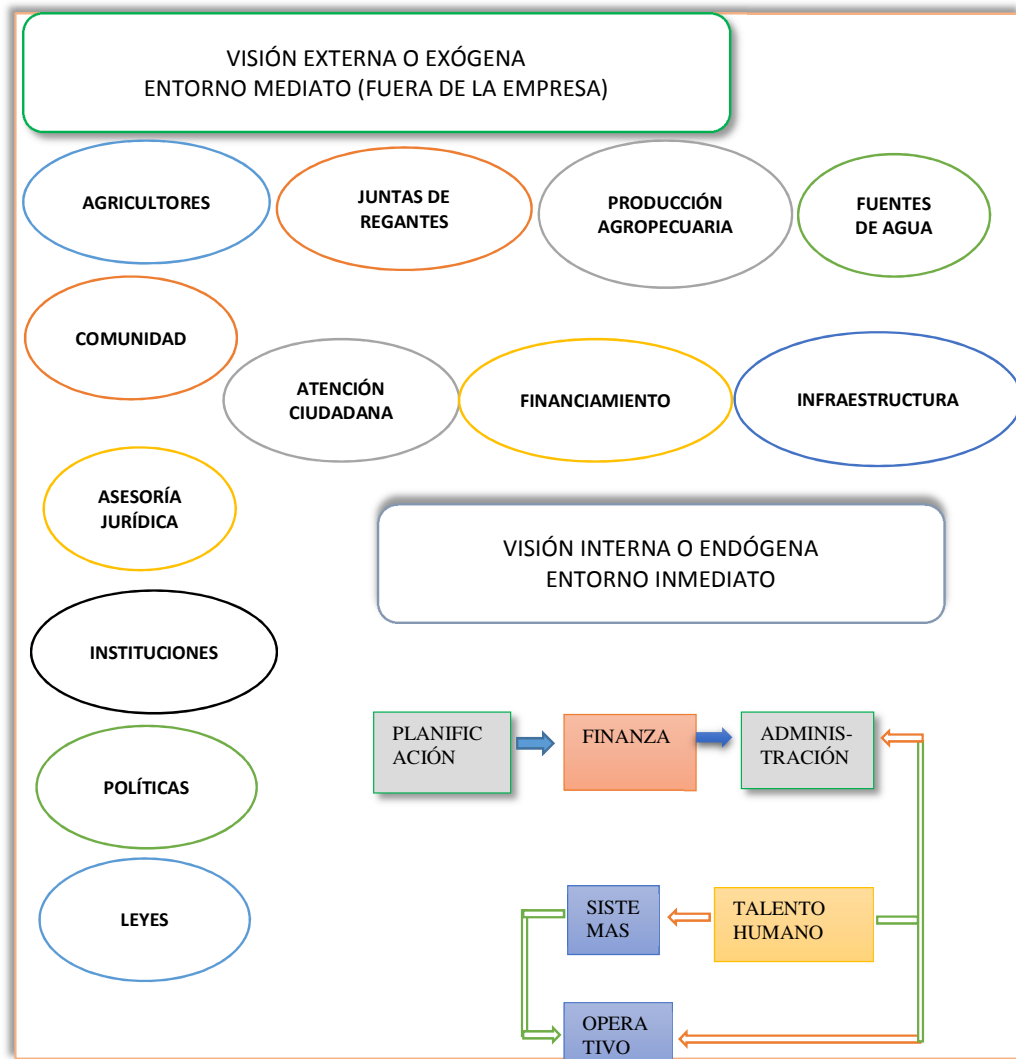 VISIÓN EXTERNA O EXÓGENA
ENTORNO MEDIATO (FUERA DE LA EMPRESA)
AGRICULTORES
JUNTAS DE
REGANTES
PRODUCCIÓN
AGROPECUARIA
FUENTES
DE AGUA
COMUNIDAD
ATENCIÓN
CIUDADANA
FINANCIAMIENTO
INFRAESTRUCTURA
ASESORÍA
JURÍDICA
VISIÓN INTERNA O ENDÓGENA
ENTORNO INMEDIATO
INSTITUCIONES
PLANIFIC
ACIÓN
FINANZA
ADMINIS-
TRACIÓN
POLÍTICAS
LEYES
SISTE
MAS
TALENTO
HUMANO
OPERA
TIVO